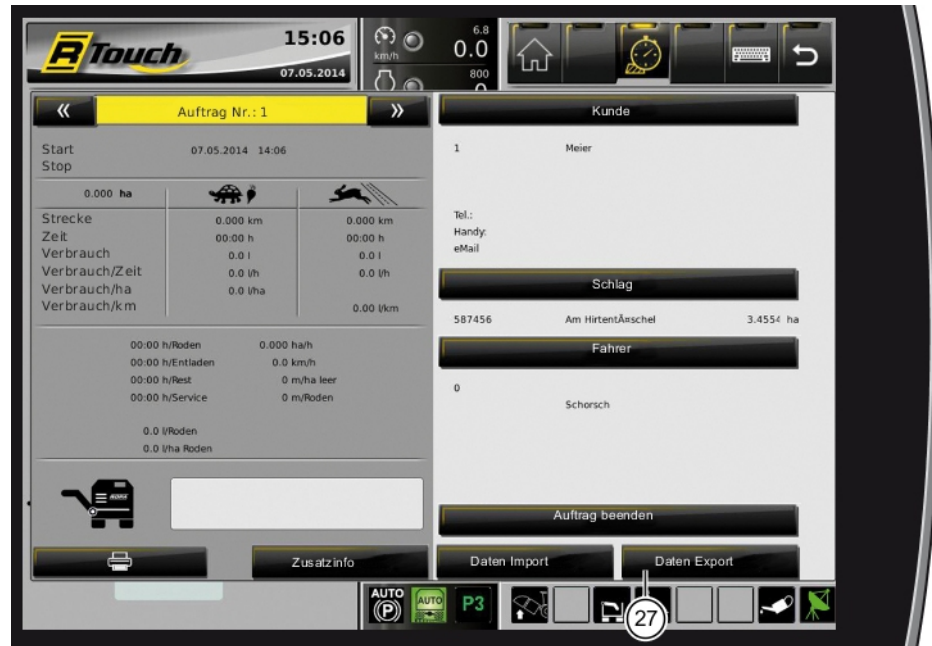 R Touch
15:06
07.05.2014
km/h
6.8
0.0
800
Auftrag Nr.: 1
Start 07.05.2014 14:06
Stop
0.000 ha
Strecke 0.000 km 0.000 km
Zeit 00:00 h 00:00 h
Verbrauch 0.0 l 0.0 l
Verbrauch/Zeit 0.0 l/h 0.0 l/h
Verbrauch/ha 0.0 l/ha
Verbrauch/km 0.00 l/km
00:00 h/Roden 0.000 ha/h
00:00 h/Entladen 0.0 km/h
00:00 h/Rest 0 m/ha leer
00:00 h/Service 0 m/Roden
0.0 l/Roden
0.0 l/ha Roden
Zusatzinfo
Kunde
1 Meier
Tel.:
Handy:
eMail
Schlag
587456 Am HirtentÃ¤schel 3.4554 ha
Fahrer
0
Schorsch
Auftrag beenden
Daten Import Daten Export
AUTO
(P)
AUTO
P3
27